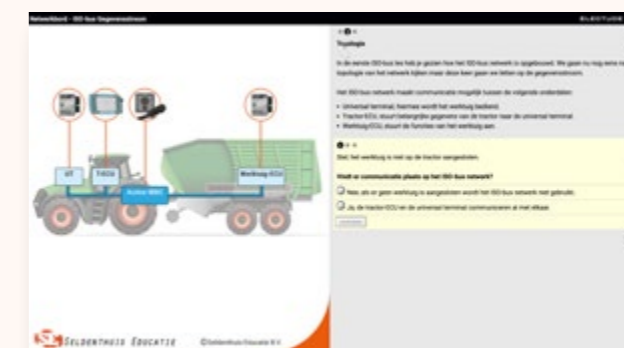 Netwerkbord - ISO-bus Gegevensstroom
ELECTUDE
Topologie
In de eerste ISO-bus les heb je gezien hoe het ISO-bus netwerk is opgebouwd. We gaan nu nog eens naar
topologie van het netwerk kijken maar deze keer gaan we letten op de gegevensstroom.
Het ISO-bus netwerk maakt communicatie mogelijk tussen de volgende onderdelen:
• Universal terminal, hiermee wordt het werktuig bediend.
• Tractor-ECU, stuurt belangrijke gegevens van de tractor naar de universal terminal.
• Werktuig-ECU, stuurt de functies van het werktuig aan.
Stel, het werktuig is niet op de tractor aangesloten.
Vindt er communicatie plaats op het ISO-bus netwerk?
Nee, als er geen werktuig is aangesloten wordt het ISO-bus netwerk niet gebruikt.
Ja, de tractor-ECU en de universal terminal communiceren al met elkaar.
UT
T-ECU
Werktuig-ECU
SELDENTHUIS EDUCATIE
©Seldenthuis Educatie B.V.